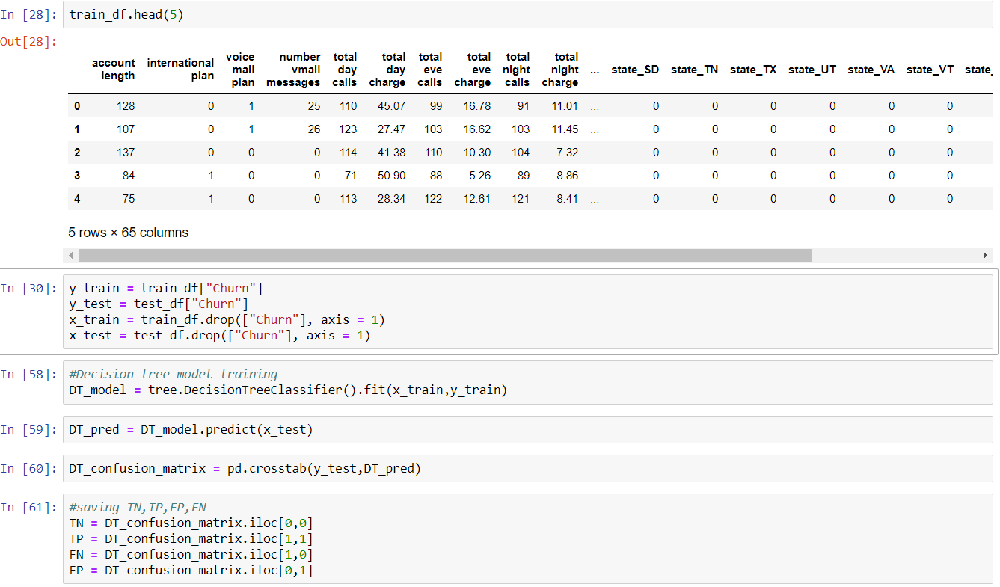 In [28]: train_df.head(5)
Out[28]:
account length international plan voice mail plan number vmail messages total day calls total day charge total eve calls total eve charge total night calls total night charge ... state_SD state_TN state_TX state_UT state_VA state_VT state_
0 128 0 1 25 110 45.07 99 16.78 91 11.01 ... 0 0 0 0 0 0
1 107 0 1 26 123 27.47 103 16.62 103 11.45 ... 0 0 0 0 0 0
2 137 0 0 0 114 41.38 110 10.30 104 7.32 ... 0 0 0 0 0 0
3 84 1 0 0 71 50.90 88 5.26 89 8.86 ... 0 0 0 0 0 0
4 75 1 0 0 113 28.34 122 12.61 121 8.41 ... 0 0 0 0 0 0
5 rows × 65 columns
In [30]: y_train = train_df["Churn"]
y_test = test_df["Churn"]
x_train = train_df.drop(["Churn"], axis = 1)
x_test = test_df.drop(["Churn"], axis = 1)
In [58]: #Decision tree model training
DT_model = tree.DecisionTreeClassifier().fit(x_train,y_train)
In [59]: DT_pred = DT_model.predict(x_test)
In [60]: DT_confusion_matrix = pd.crosstab(y_test,DT_pred)
In [61]: #saving TN,TP,FP,FN
TN = DT_confusion_matrix.iloc[0,0]
TP = DT_confusion_matrix.iloc[1,1]
FN = DT_confusion_matrix.iloc[1,0]
FP = DT_confusion_matrix.iloc[0,1]